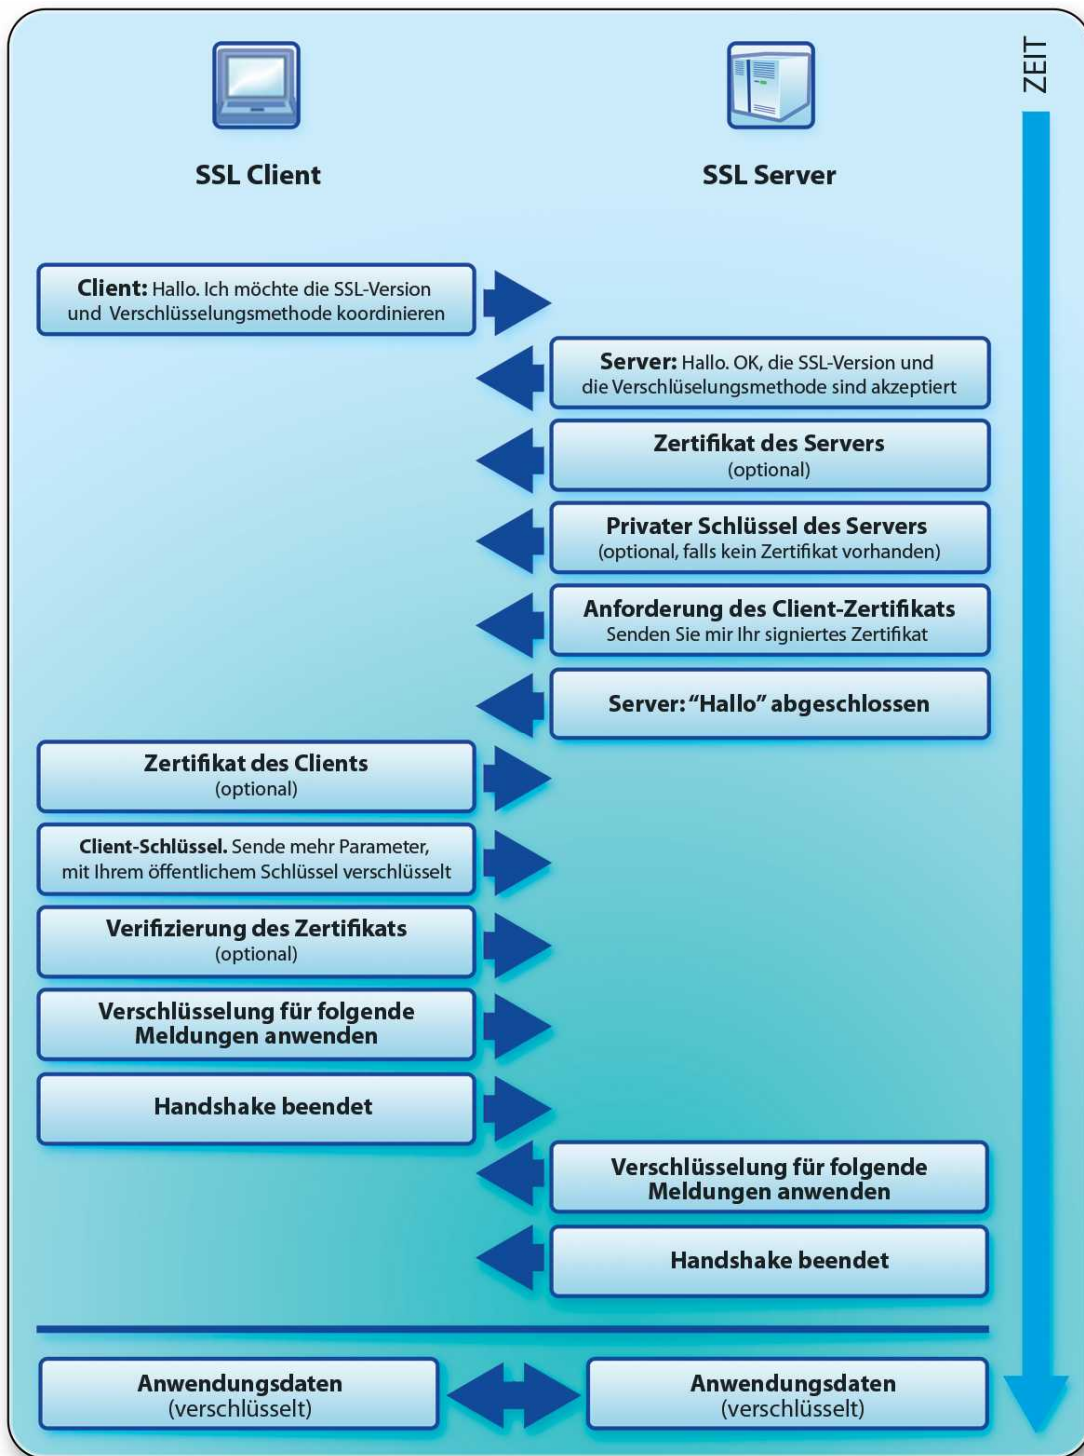 ZEIT
SSL Client
SSL Server
Client: Hallo. Ich möchte die SSL-Version
und Verschlüsselungsmethode koordinieren
Server: Hallo. OK, die SSL-Version und
die Verschlüselungsmethode sind akzeptiert
Zertifikat des Servers
(optional)
Privater Schlüssel des Servers
(optional, falls kein Zertifikat vorhanden)
Anforderung des Client-Zertifikats
Senden Sie mir Ihr signiertes Zertifikat
Server: “Hallo” abgeschlossen
Zertifikat des Clients
(optional)
Client-Schlüssel. Sende mehr Parameter,
mit Ihrem öffentlichem Schlüssel verschlüsselt
Verifizierung des Zertifikats
(optional)
Verschlüsselung für folgende
Meldungen anwenden
Handshake beendet
Verschlüsselung für folgende
Meldungen anwenden
Handshake beendet
Anwendungsdaten
(verschlüsselt)
Anwendungsdaten
(verschlüsselt)